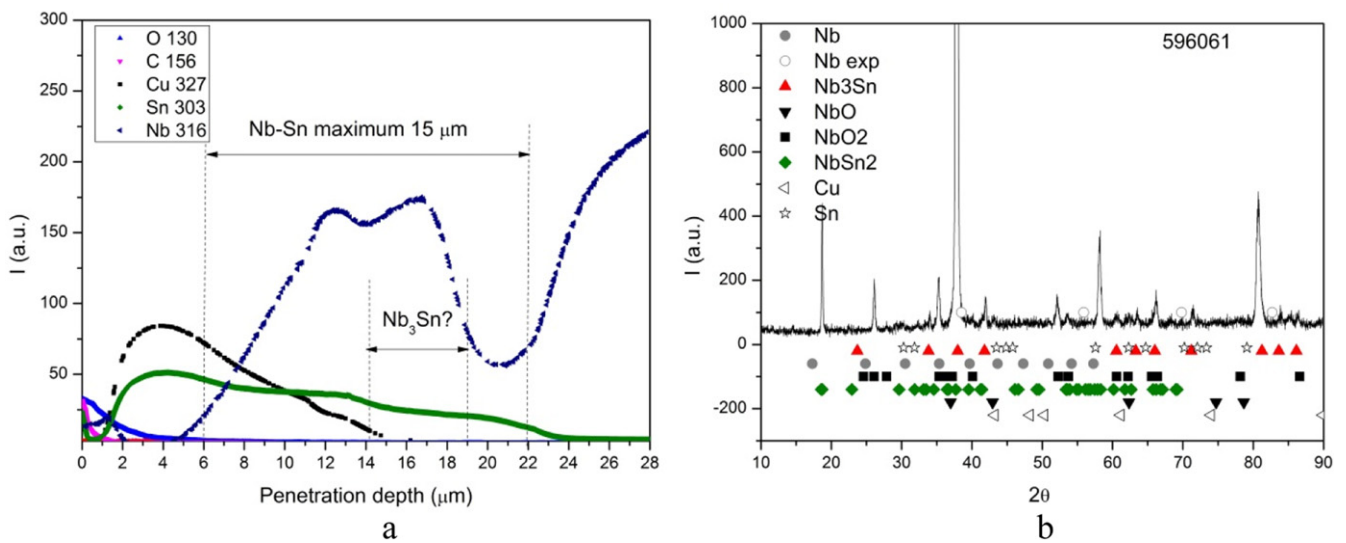 300
250
200
150
100
50
0 2 4 6 8 10 12 14 16 18 20 22 24 26 28
I (a.u.)
Penetration depth (μm)
O 130
C 156
Cu 327
Sn 303
Nb 316
Nb-Sn maximum 15 μm
Nb3Sn?
a
1000
800
600
400
200
0
-200
10 20 30 40 50 60 70 80 90
I (a.u.)
2θ
Nb
Nb exp
Nb3Sn
NbO
NbO2
NbSn2
Cu
Sn
596061
b